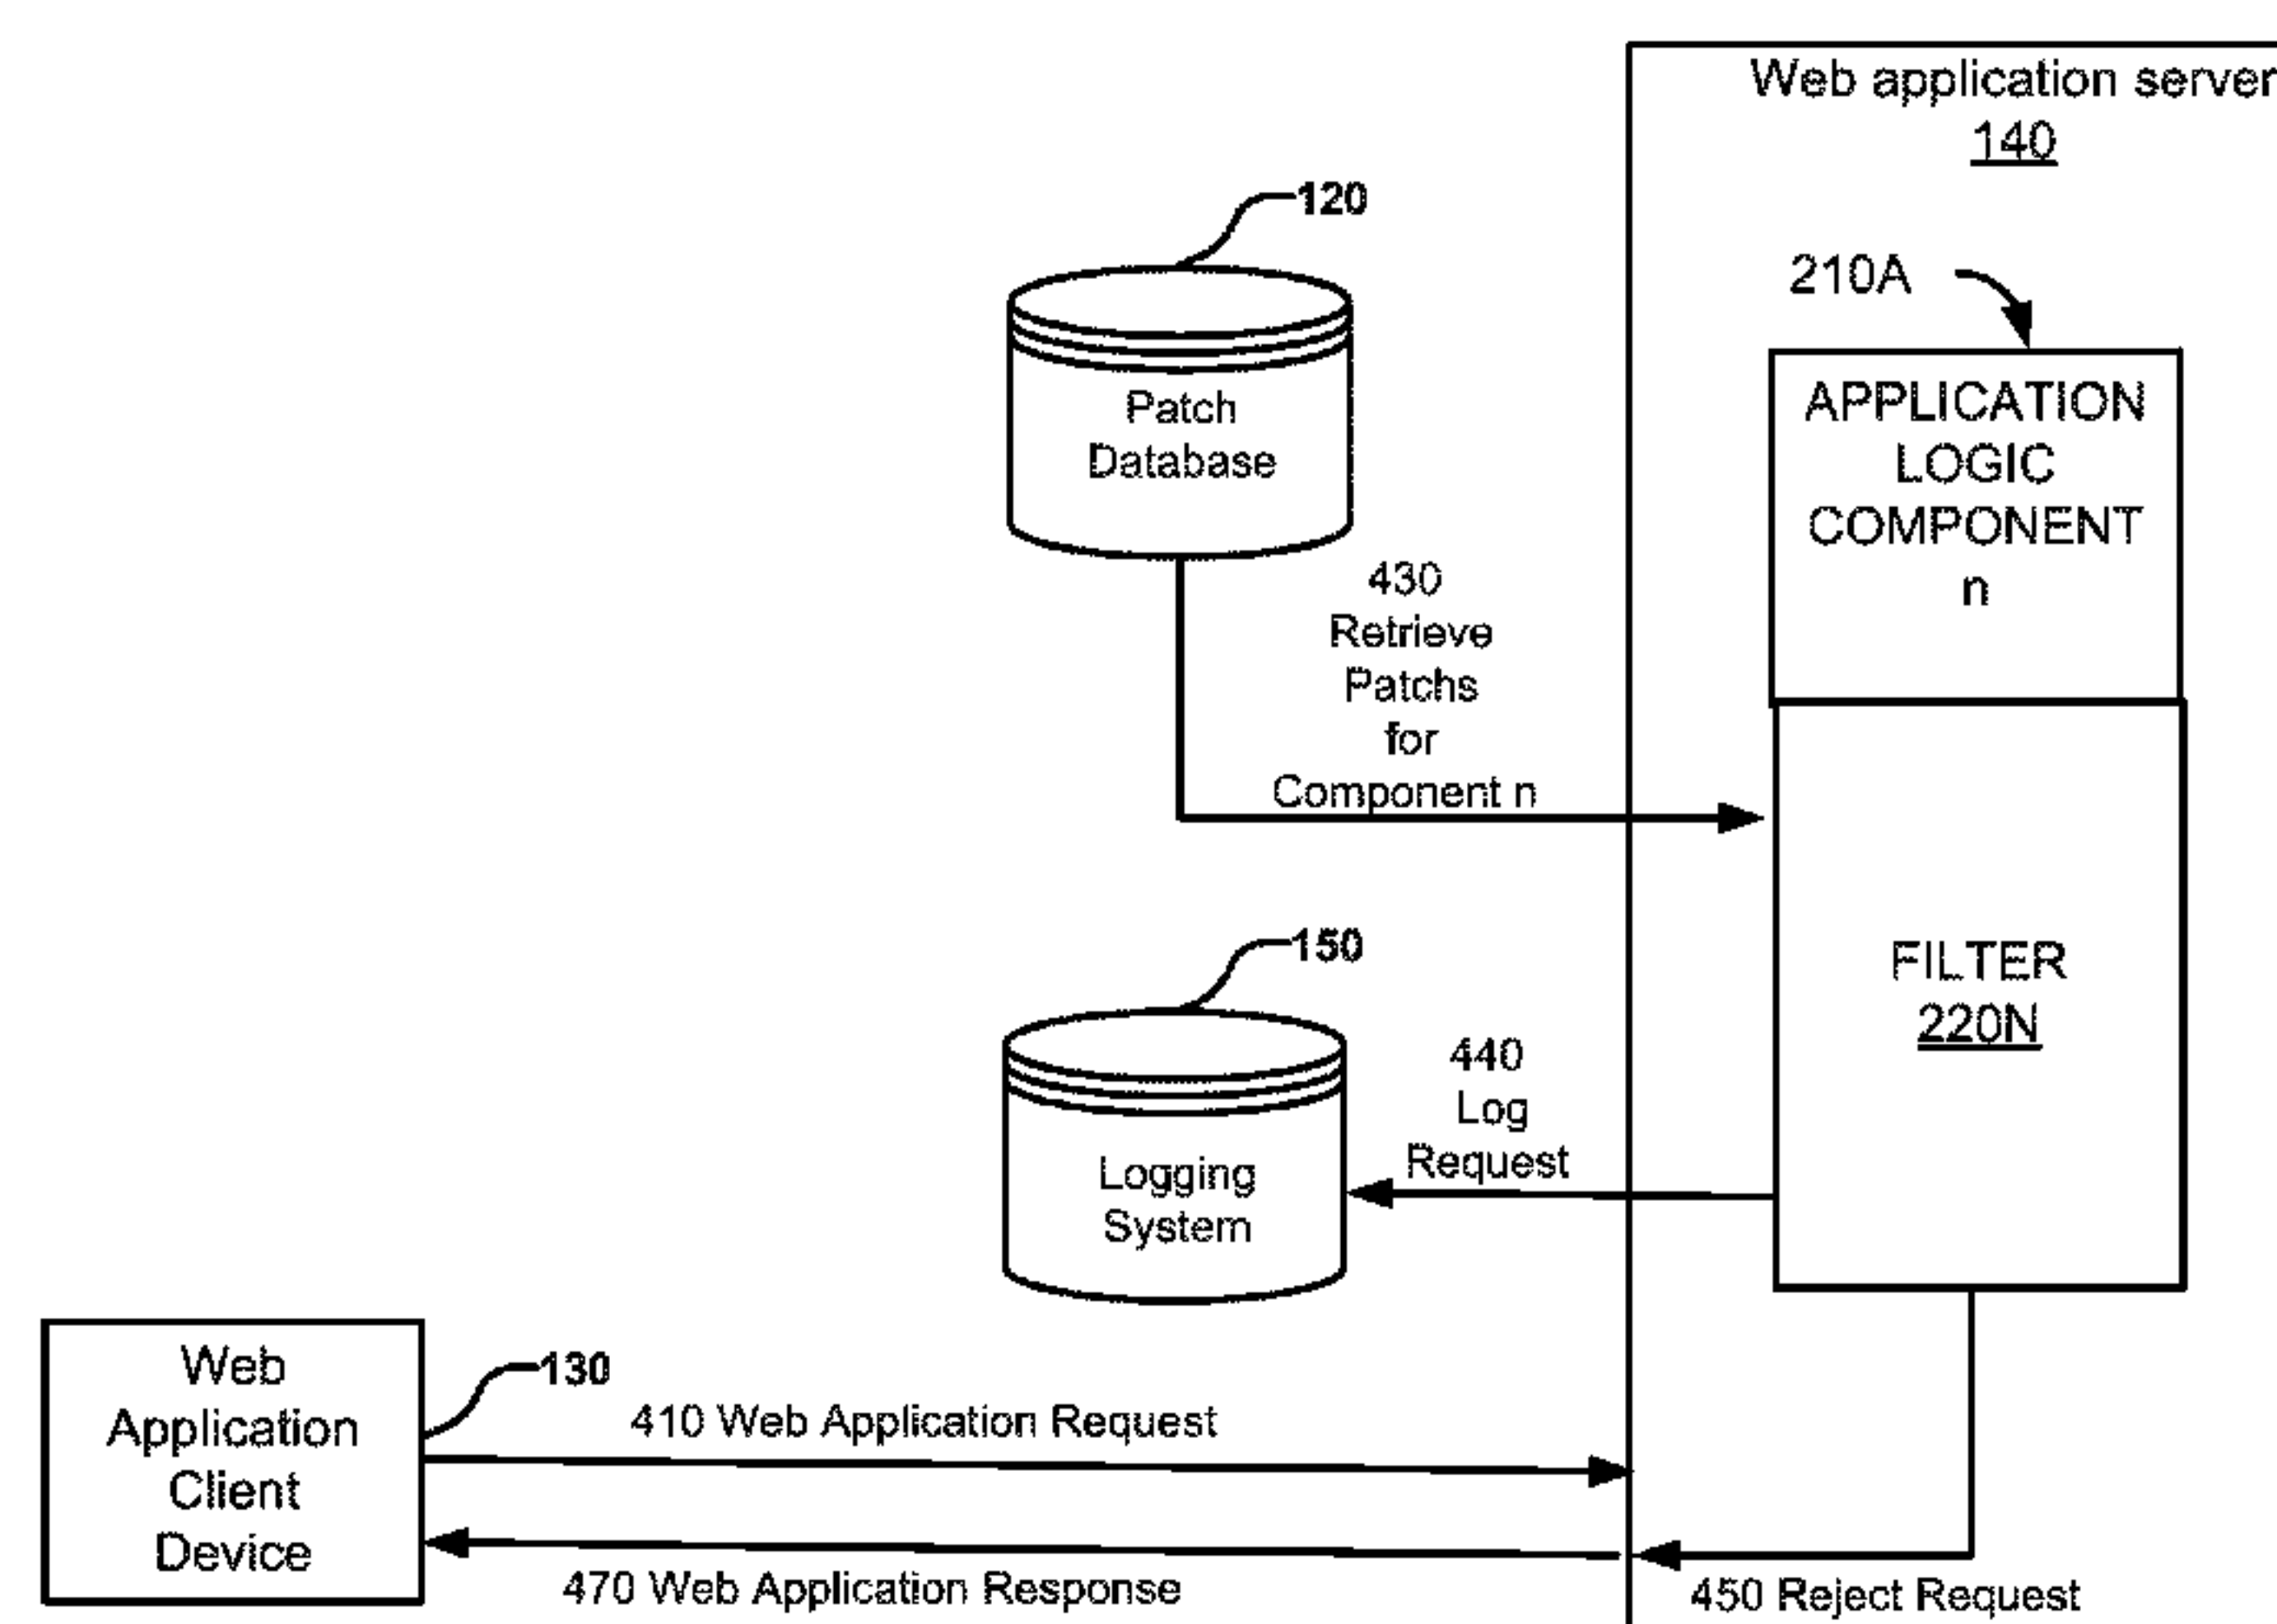 Web application server
140
120
210A
Patch
Database
APPLICATION
LOGIC
COMPONENT
n
430
Retrieve
Patchs
for
Component n
150
FILTER
220N
440
Log
Request
Logging
System
Web
Application
Client
Device
130
410 Web Application Request
470 Web Application Response
450 Reject Request